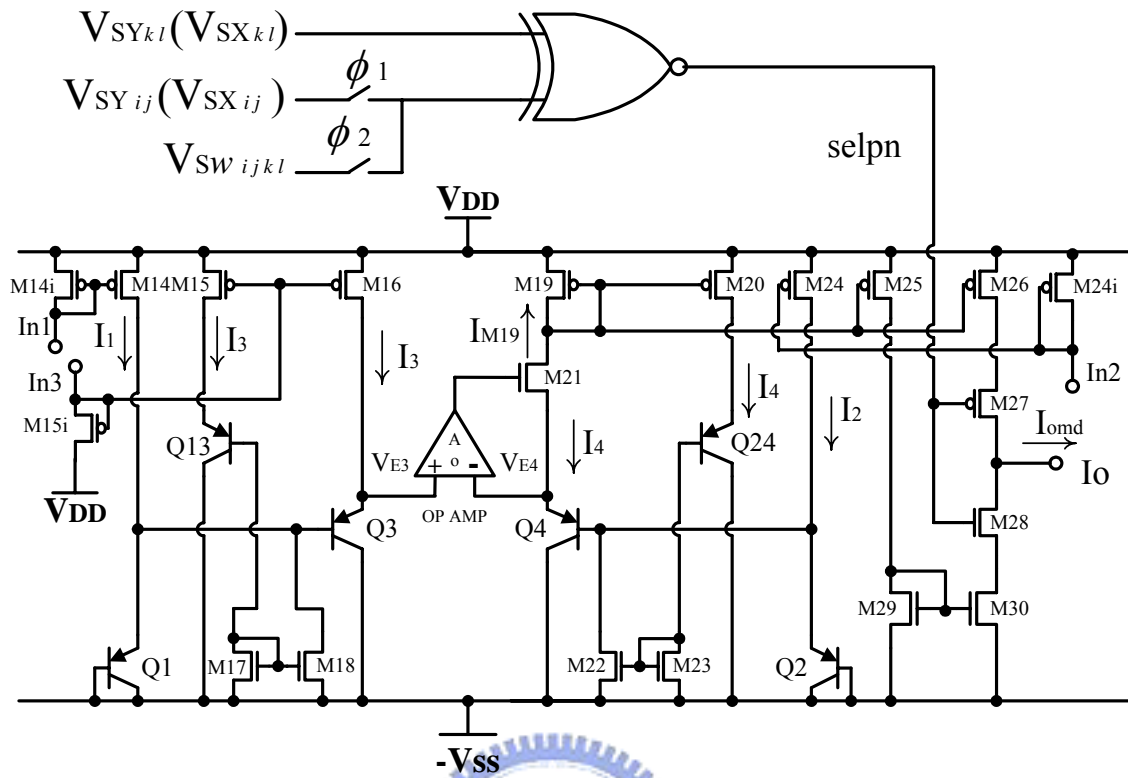 VSYkl(VSXkl)
ϕ 1
VSYij(VSXij)
ϕ 2
VSwijkl
selpn
VDD
M14i
M14
M15
M16
M19
M20
M24
M25
M26
M24i
In1
I1
I3
I3
IM19
M21
I4
I2
In2
In3
M15i
VDD
Q13
VE3
A
o
+
-
VE4
OP AMP
I4
Q24
M27
Iomd
Io
Q3
Q4
M28
M29
M30
Q1
M17
M18
M22
M23
Q2
-VSS